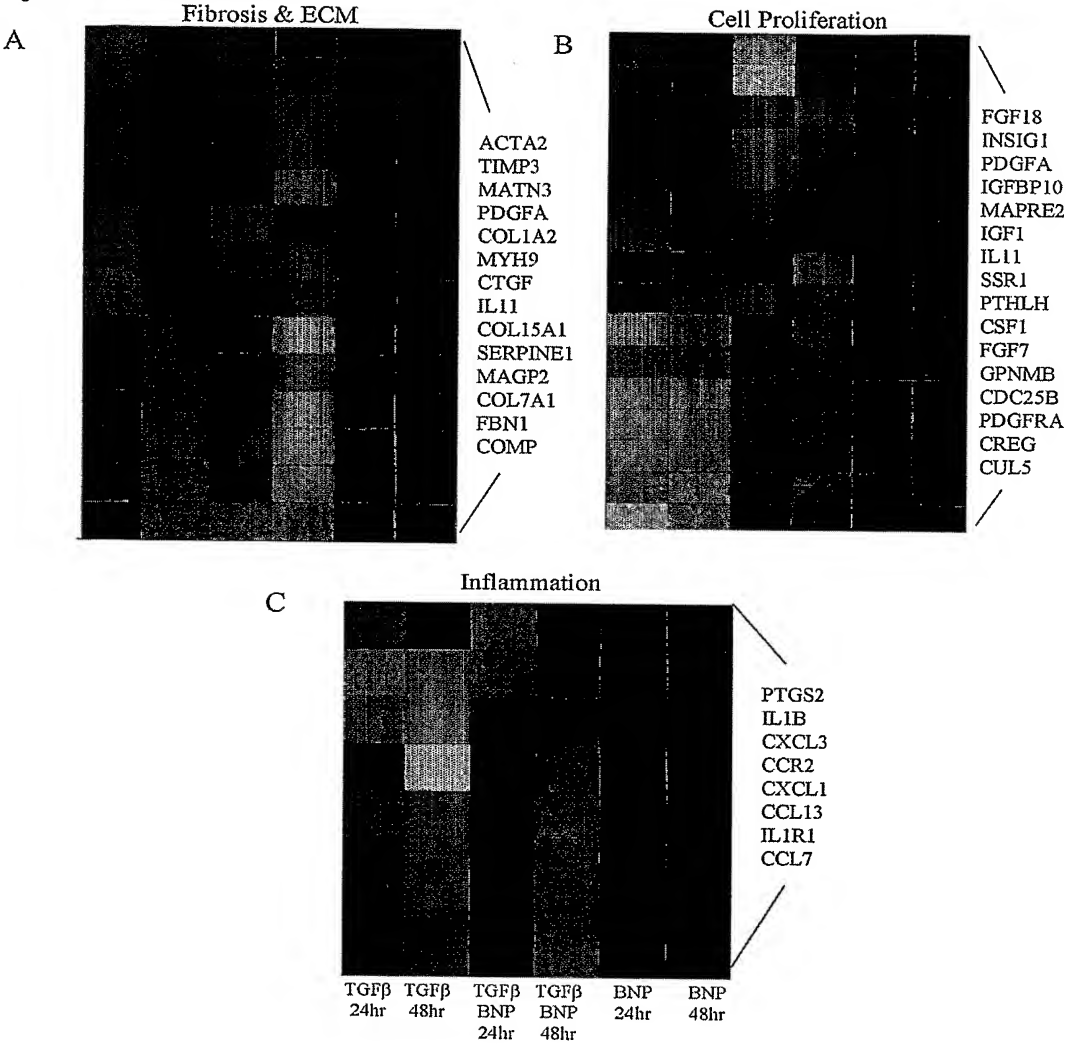 Fibrosis & ECM
A
ACTA2
TIMP3
MATN3
PDGFA
COL1A2
MYH9
CTGF
IL11
COL15A1
SERPINE1
MAGP2
COL7A1
FBN1
COMP
Cell Proliferation
B
FGF18
INSIG1
PDGFA
IGFBP10
MAPRE2
IGF1
IL11
SSR1
PTHLH
CSF1
FGF7
GPNMB
CDC25B
PDGFRA
CREG
CUL5
Inflammation
C
PTGS2
IL1B
CXCL3
CCR2
CXCL1
CCL13
IL1R1
CCL7
TGFβ TGFβ TGFβ TGFβ BNP BNP
24hr 48hr BNP BNP 24hr 48hr
24hr 48hr